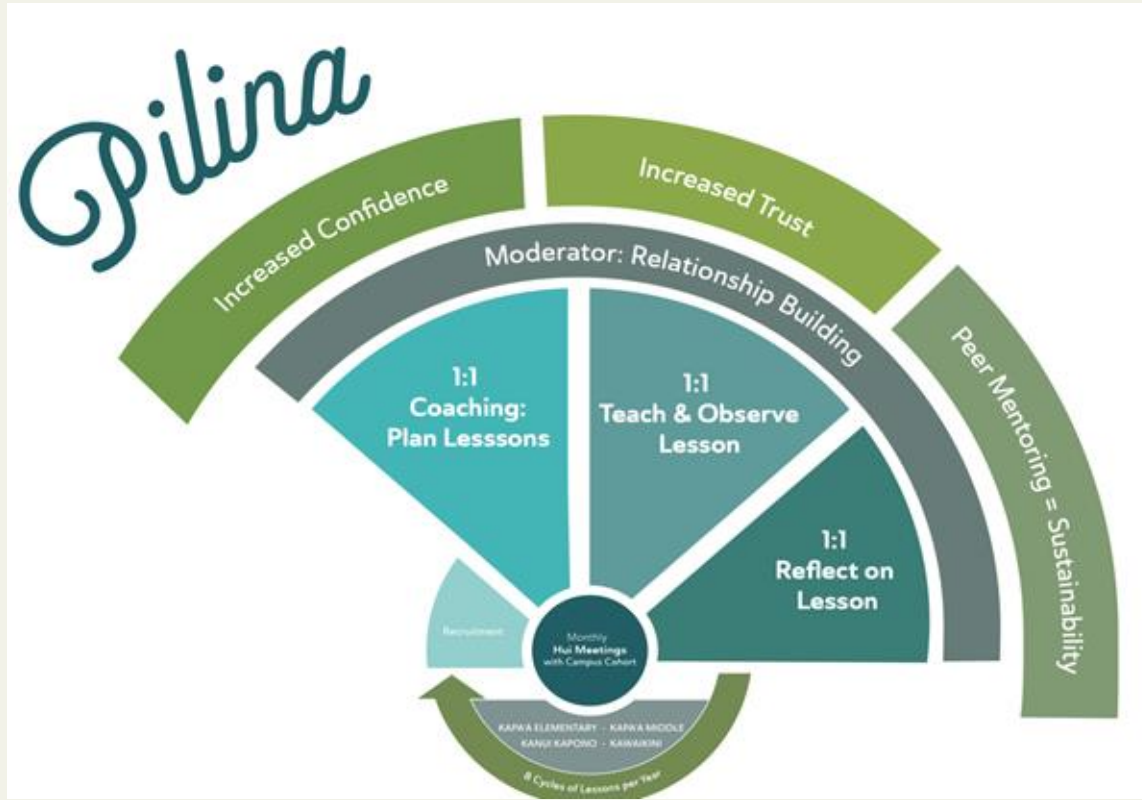 Pilina
Increased Confidence
Increased Trust
Peer Mentoring = Sustainability
Moderator: Relationship Building
1:1
Coaching:
Plan Lesssons
1:1
Teach & Observe
Lesson
1:1
Reflect on
Lesson
Recruitment
Monthly
Hui Meetings
with Campus Cohort
KAPA'A ELEMENTARY - KAPA'A MIDDLE
KANUI KAPONO - KAWAIKINI
8 Cycles of Lessons per Year